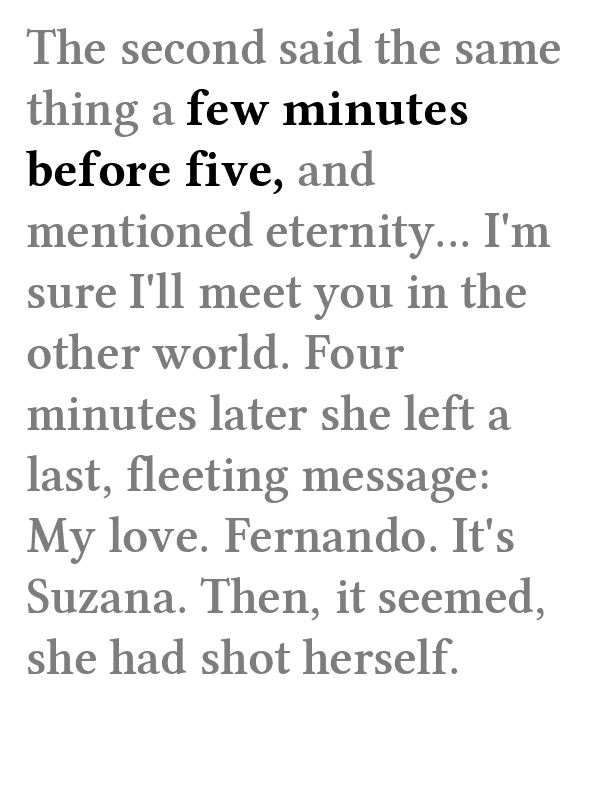 The second said the same
thing a few minutes
before five, and
mentioned eternity... I'm
sure I'll meet you in the
other world. Four
minutes later she left a
last, fleeting message:
My love. Fernando. It's
Suzana. Then, it seemed,
she had shot herself.